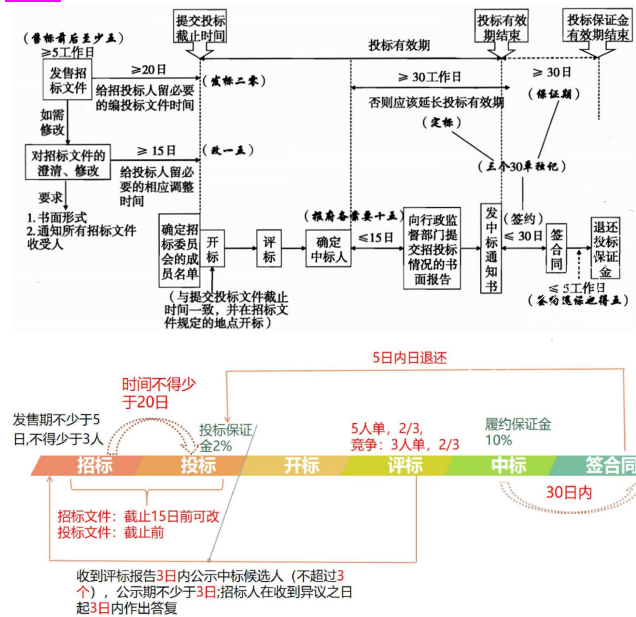 提交投标
截止时间
投标有效
期结束
投标保证金
有效期结束
(售标前后至少五)
≥5工作日
投标有效期
发售招
标文件
≥20日
给招投标人留必要
的编投标文件时间
(发标二零)
≥30工作日
否则应该延长投标有效期
(定标)
≥30日
(保证期)
如需
修改
对招标文件的
澄清、修改
≥15日
给投标人留必
要的相应调整
时间
(改一五)
(三个30单独记)
要求
1.书面形式
2.通知所有招标文件
收受人
确定招
标委员
会的成
员名单
开
标
评
标
(报府备案要十五)
确定
中标人
≤15日
向行政监
督部门提
交招投标
情况的书
面报告
发
中
标
通
知
书
(签约)
≤30日
签
合
同
退还
投标
保证
金
≤5工作日
(签约退标也得五)
(与提交投标文件截止
时间一致，并在招标文
件规定的地点开标)
5日内日退还
时间不得少
于20日
发售期不少于5
日,不得少于3人
投标保证
金2%
5人单，2/3,
竞争：3人单，2/3
履约保证金
10%
招标 投标 开标 评标 中标 签合同
30日内
招标文件：截止15日前可改
投标文件：截止前
收到评标报告3日内公示中标候选人（不超过3
个），公示期不少于3日;招标人在收到异议之日
起3日内作出答复